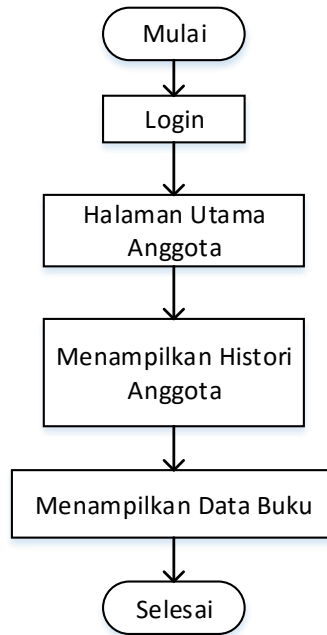 Mulai
Login
Halaman Utama
Anggota
Menampilkan Histori
Anggota
Menampilkan Data Buku
Selesai